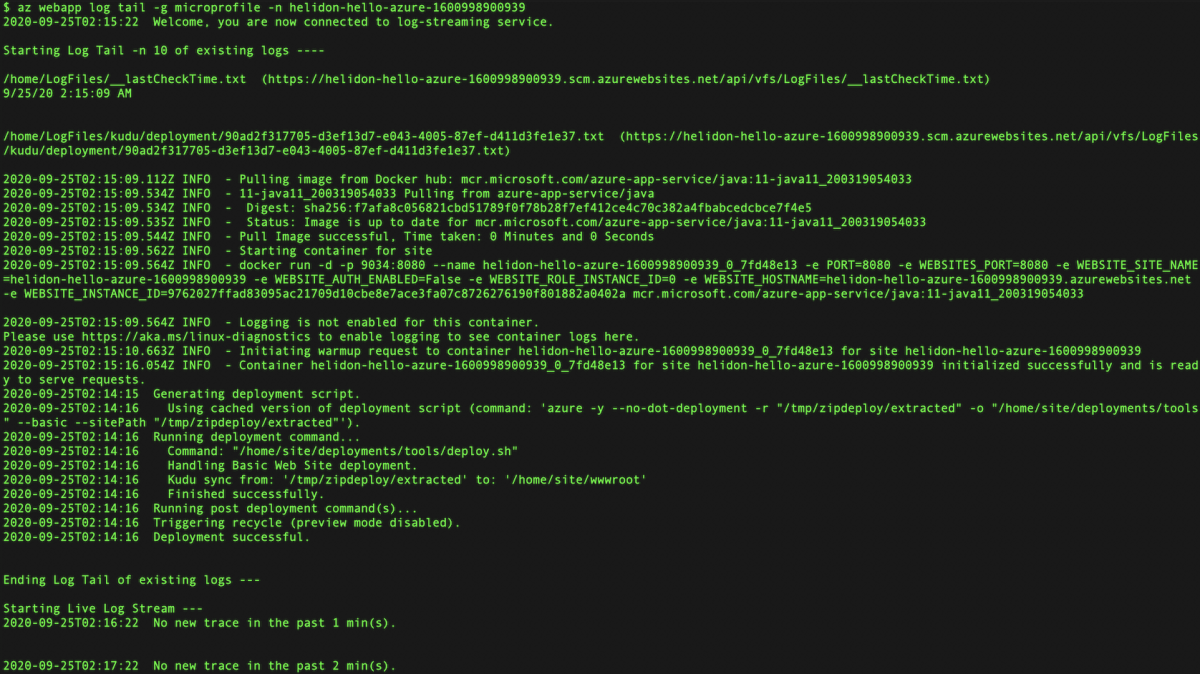 $ az webapp log tail -g microprofile -n helidon-hello-azure-1600998900939
2020-09-25T02:15:22  Welcome, you are now connected to log-streaming service.
Starting Log Tail -n 10 of existing logs ----
/home/LogFiles/__lastCheckTime.txt  (https://helidon-hello-azure-1600998900939.scm.azurewebsites.net/api/vfs/LogFiles/__lastCheckTime.txt)
9/25/20 2:15:09 AM
/home/LogFiles/kudu/deployment/90ad2f317705-d3ef13d7-e043-4005-87ef-d411d3fe1e37.txt  (https://helidon-hello-azure-1600998900939.scm.azurewebsites.net/api/vfs/LogFiles
/kudu/deployment/90ad2f317705-d3ef13d7-e043-4005-87ef-d411d3fe1e37.txt)
2020-09-25T02:15:09.112Z INFO  - Pulling image from Docker hub: mcr.microsoft.com/azure-app-service/java:11-java11_200319054033
2020-09-25T02:15:09.534Z INFO  - 11-java11_200319054033 Pulling from azure-app-service/java
2020-09-25T02:15:09.534Z INFO  -  Digest: sha256:f7afa8c056821cbd51789f0f78b28f7ef412ce4c70c382a4fbabcedcbce7f4e5
2020-09-25T02:15:09.535Z INFO  -  Status: Image is up to date for mcr.microsoft.com/azure-app-service/java:11-java11_200319054033
2020-09-25T02:15:09.544Z INFO  - Pull Image successful, Time taken: 0 Minutes and 0 Seconds
2020-09-25T02:15:09.562Z INFO  - Starting container for site
2020-09-25T02:15:09.564Z INFO  - docker run -d -p 9034:8080 --name helidon-hello-azure-1600998900939_0_7fd48e13 -e PORT=8080 -e WEBSITES_PORT=8080 -e WEBSITE_SITE_NAME
=helidon-hello-azure-1600998900939 -e WEBSITE_AUTH_ENABLED=False -e WEBSITE_ROLE_INSTANCE_ID=0 -e WEBSITE_HOSTNAME=helidon-hello-azure-1600998900939.azurewebsites.net
-e WEBSITE_INSTANCE_ID=9762027ffad83095ac21709d10cbe8e7ace3fa07c8726276190f801882a0402a mcr.microsoft.com/azure-app-service/java:11-java11_200319054033
2020-09-25T02:15:09.564Z INFO  - Logging is not enabled for this container.
Please use https://aka.ms/linux-diagnostics to enable logging to see container logs here.
2020-09-25T02:15:10.663Z INFO  - Initiating warmup request to container helidon-hello-azure-1600998900939_0_7fd48e13 for site helidon-hello-azure-1600998900939
2020-09-25T02:15:16.054Z INFO  - Container helidon-hello-azure-1600998900939_0_7fd48e13 for site helidon-hello-azure-1600998900939 initialized successfully and is read
y to serve requests.
2020-09-25T02:14:15  Generating deployment script.
2020-09-25T02:14:16    Using cached version of deployment script (command: 'azure -y --no-dot-deployment -r "/tmp/zipdeploy/extracted" -o "/home/site/deployments/tools
" --basic --sitePath "/tmp/zipdeploy/extracted"').
2020-09-25T02:14:16  Running deployment command...
2020-09-25T02:14:16    Command: "/home/site/deployments/tools/deploy.sh"
2020-09-25T02:14:16    Handling Basic Web Site deployment.
2020-09-25T02:14:16    Kudu sync from: '/tmp/zipdeploy/extracted' to: '/home/site/wwwroot'
2020-09-25T02:14:16    Finished successfully.
2020-09-25T02:14:16  Running post deployment command(s)...
2020-09-25T02:14:16  Triggering recycle (preview mode disabled).
2020-09-25T02:14:16  Deployment successful.
Ending Log Tail of existing logs ---
Starting Live Log Stream ---
2020-09-25T02:16:22  No new trace in the past 1 min(s).
2020-09-25T02:17:22  No new trace in the past 2 min(s).